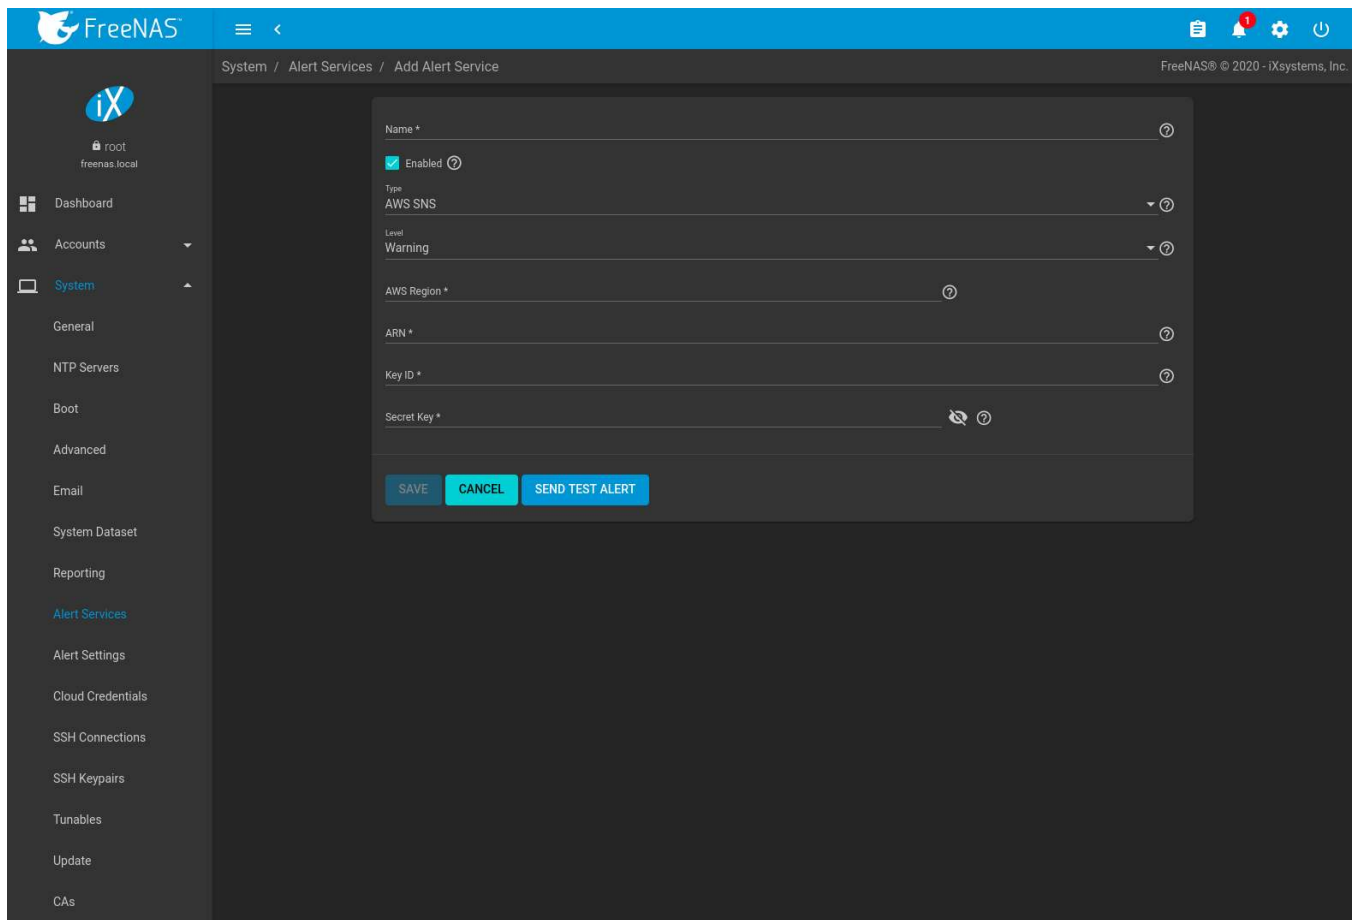 FreeNAS™
1
System / Alert Services / Add Alert Service
FreeNAS® © 2020 - iXsystems, Inc.
iX
root
freenas.local
Dashboard
Accounts
System
General
NTP Servers
Boot
Advanced
Email
System Dataset
Reporting
Alert Services
Alert Settings
Cloud Credentials
SSH Connections
SSH Keypairs
Tunables
Update
CAs
Name *
Enabled
Type
AWS SNS
Level
Warning
AWS Region *
ARN *
Key ID *
Secret Key *
SAVE CANCEL SEND TEST ALERT